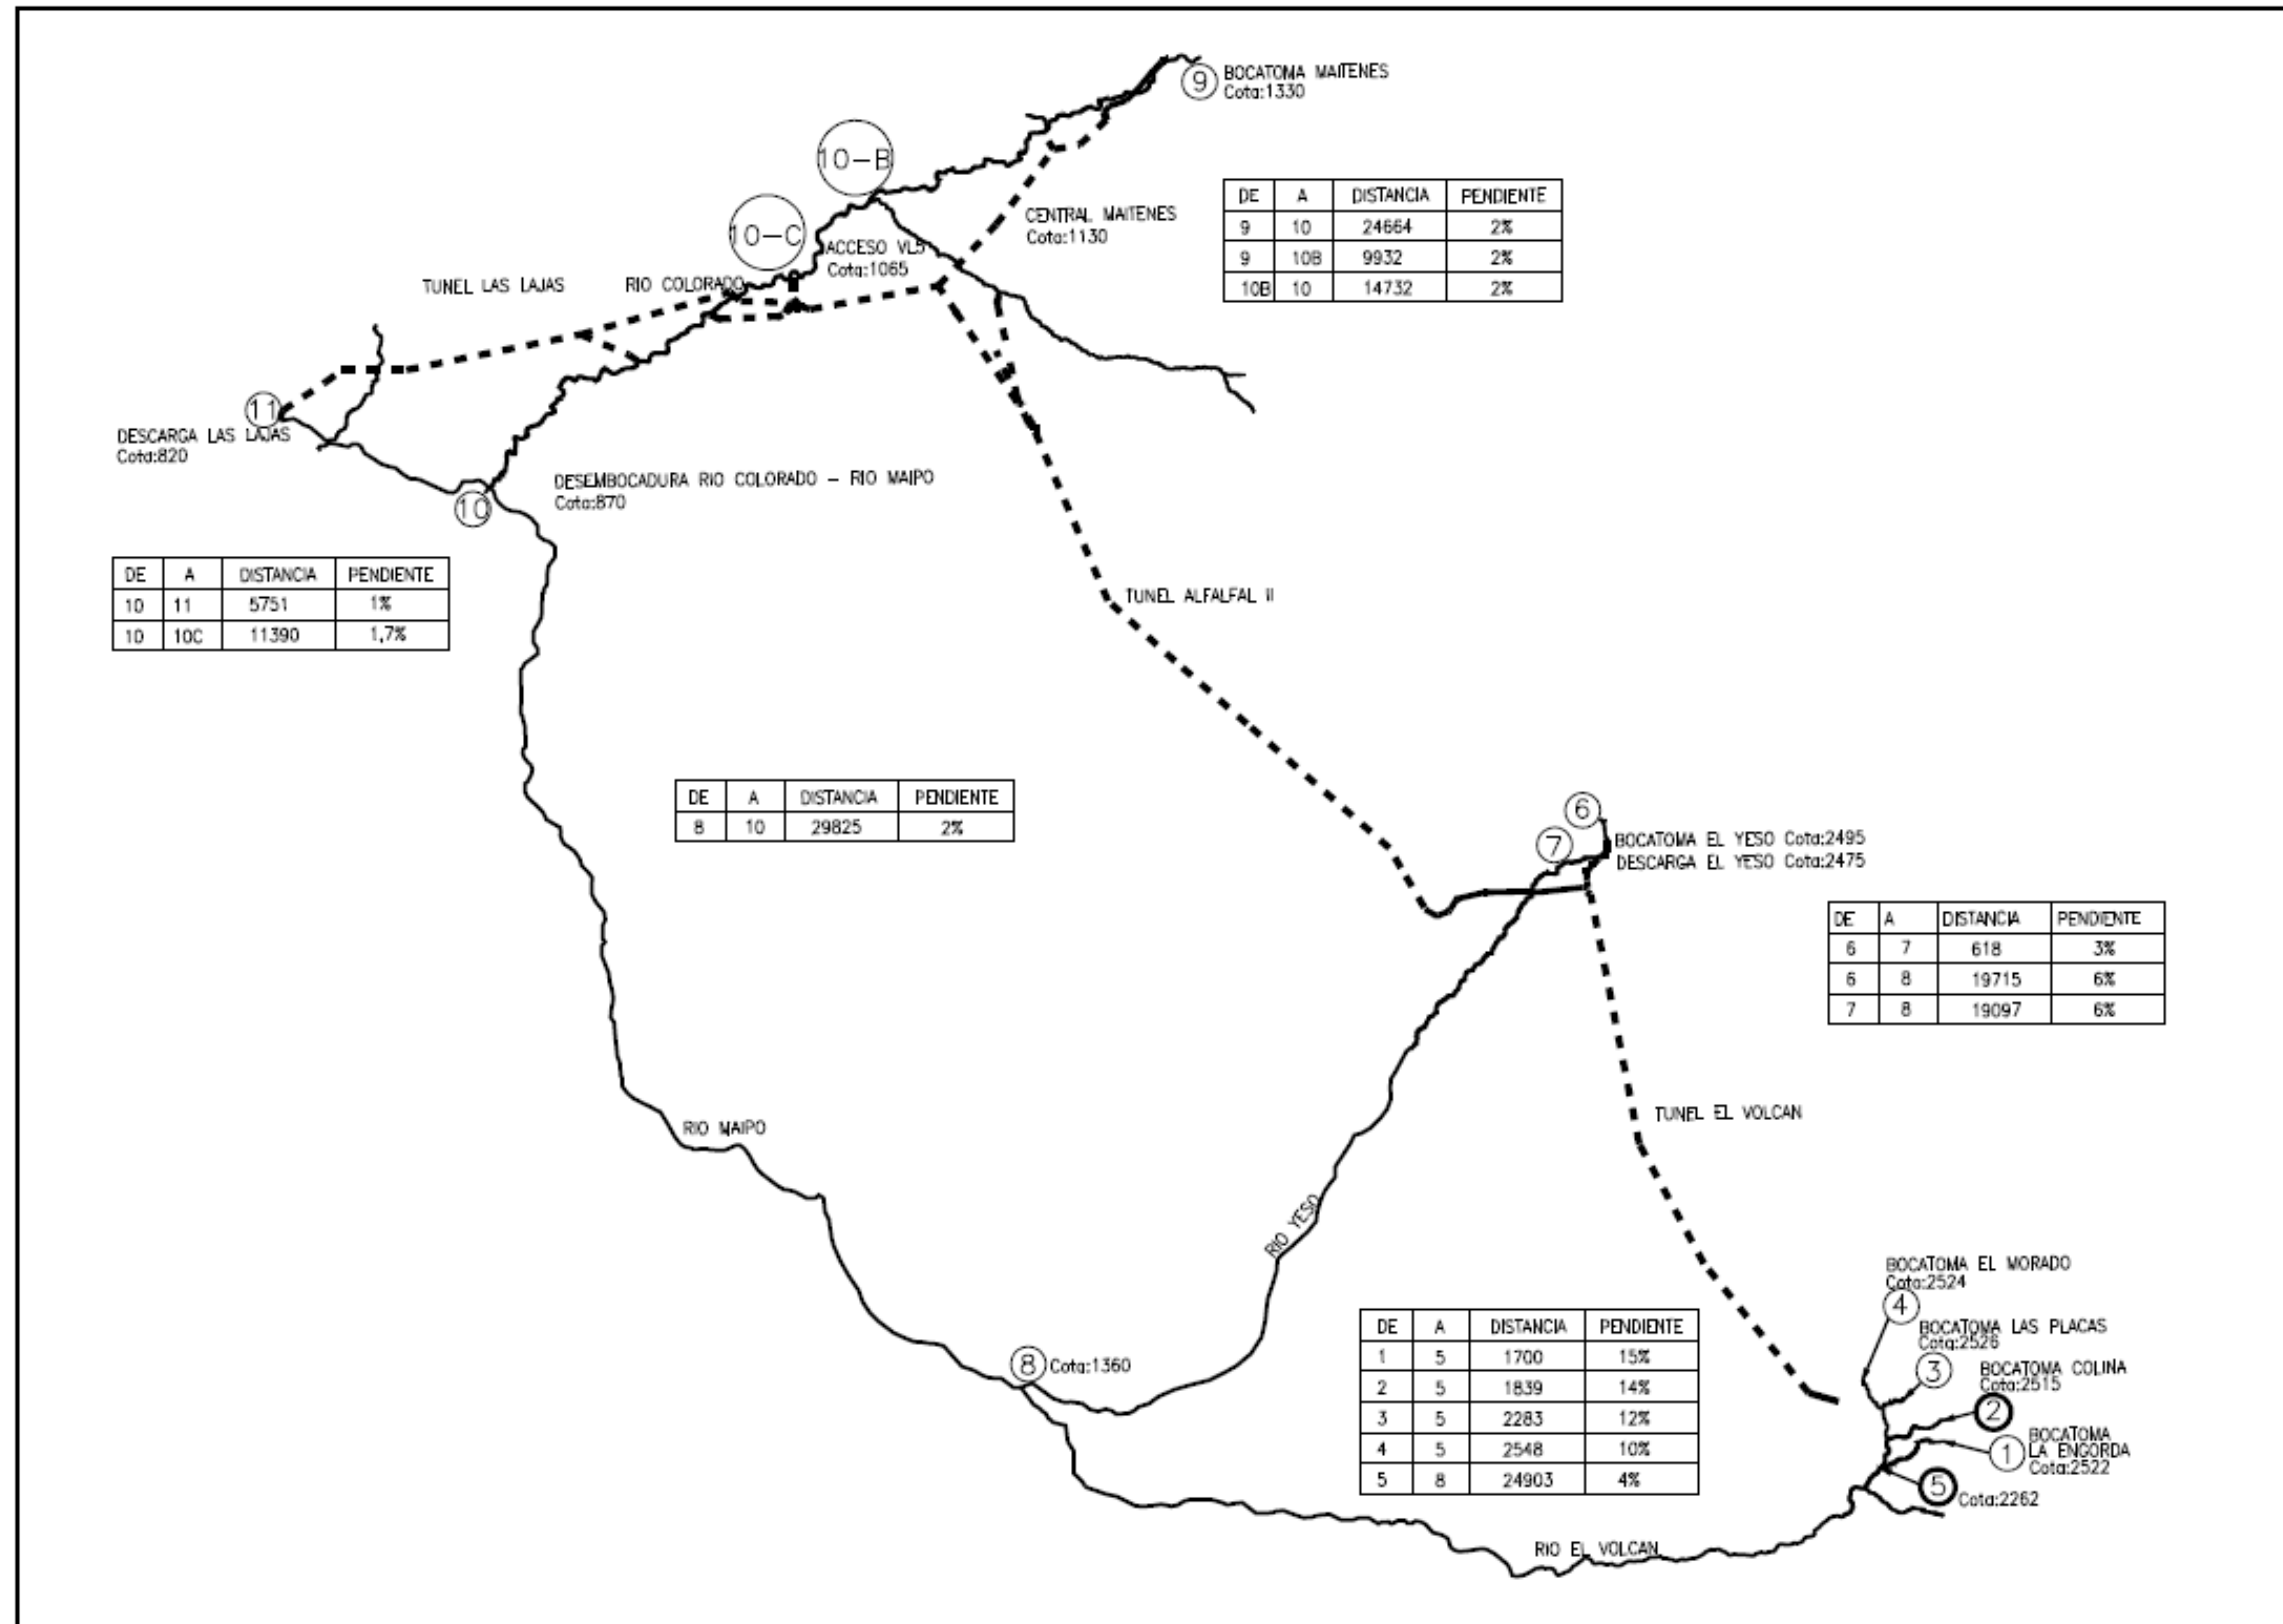 9
BOCATOMA MAITENES
Cota:1330
10-B
10-C
CENTRAL MAITENES
Cota:1130
ACCESO VL5
Cota:1065
DE A DISTANCIA PENDIENTE
9 10 24664 2%
9 10B 9932 2%
10B 10 14732 2%
TUNEL LAS LAJAS
RIO COLORADO
11
DESCARGA LAS LAJAS
Cota:820
10
DESEMBOCADURA RIO COLORADO - RIO MAIPO
Cota:870
DE A DISTANCIA PENDIENTE
10 11 5751 1%
10 10C 11390 1,7%
TUNEL ALFALFAL II
DE A DISTANCIA PENDIENTE
8 10 29825 2%
6
7
BOCATOMA EL YESO Cota:2495
DESCARGA EL YESO Cota:2475
DE A DISTANCIA PENDIENTE
6 7 618 3%
6 8 19715 6%
7 8 19097 6%
RIO MAIPO
TUNEL EL VOLCAN
RIO YESO
BOCATOMA EL MORADO
Cota:2524
4
BOCATOMA LAS PLACAS
Cota:2526
3
BOCATOMA COLINA
Cota:2515
2
BOCATOMA
LA ENGORDA
Cota:2522
1
5
Cota:2262
8
Cota:1360
DE A DISTANCIA PENDIENTE
1 5 1700 15%
2 5 1839 14%
3 5 2283 12%
4 5 2548 10%
5 8 24903 4%
RIO EL VOLCAN